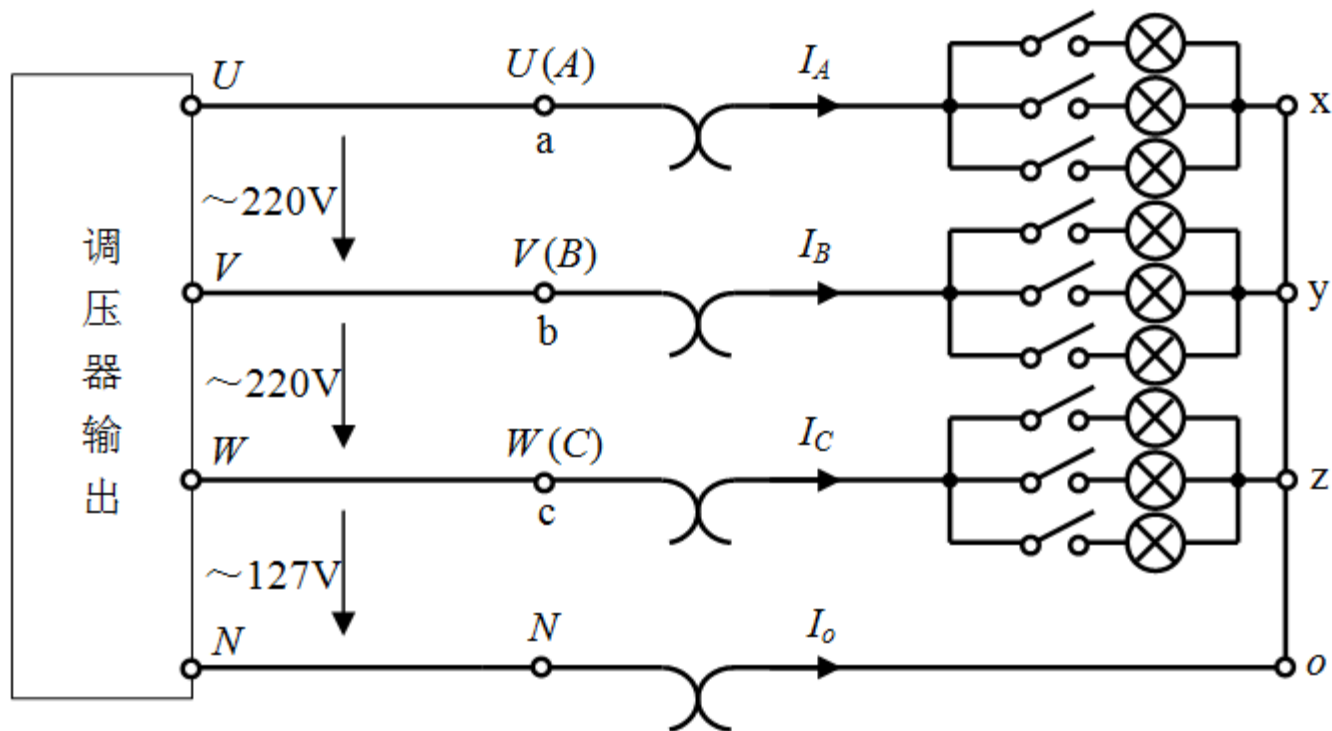 调压器输出
U
U(A)
a
I_A
x
～220V
V
V(B)
b
I_B
y
～220V
W
W(C)
c
I_C
z
～127V
N
N
I_o
o